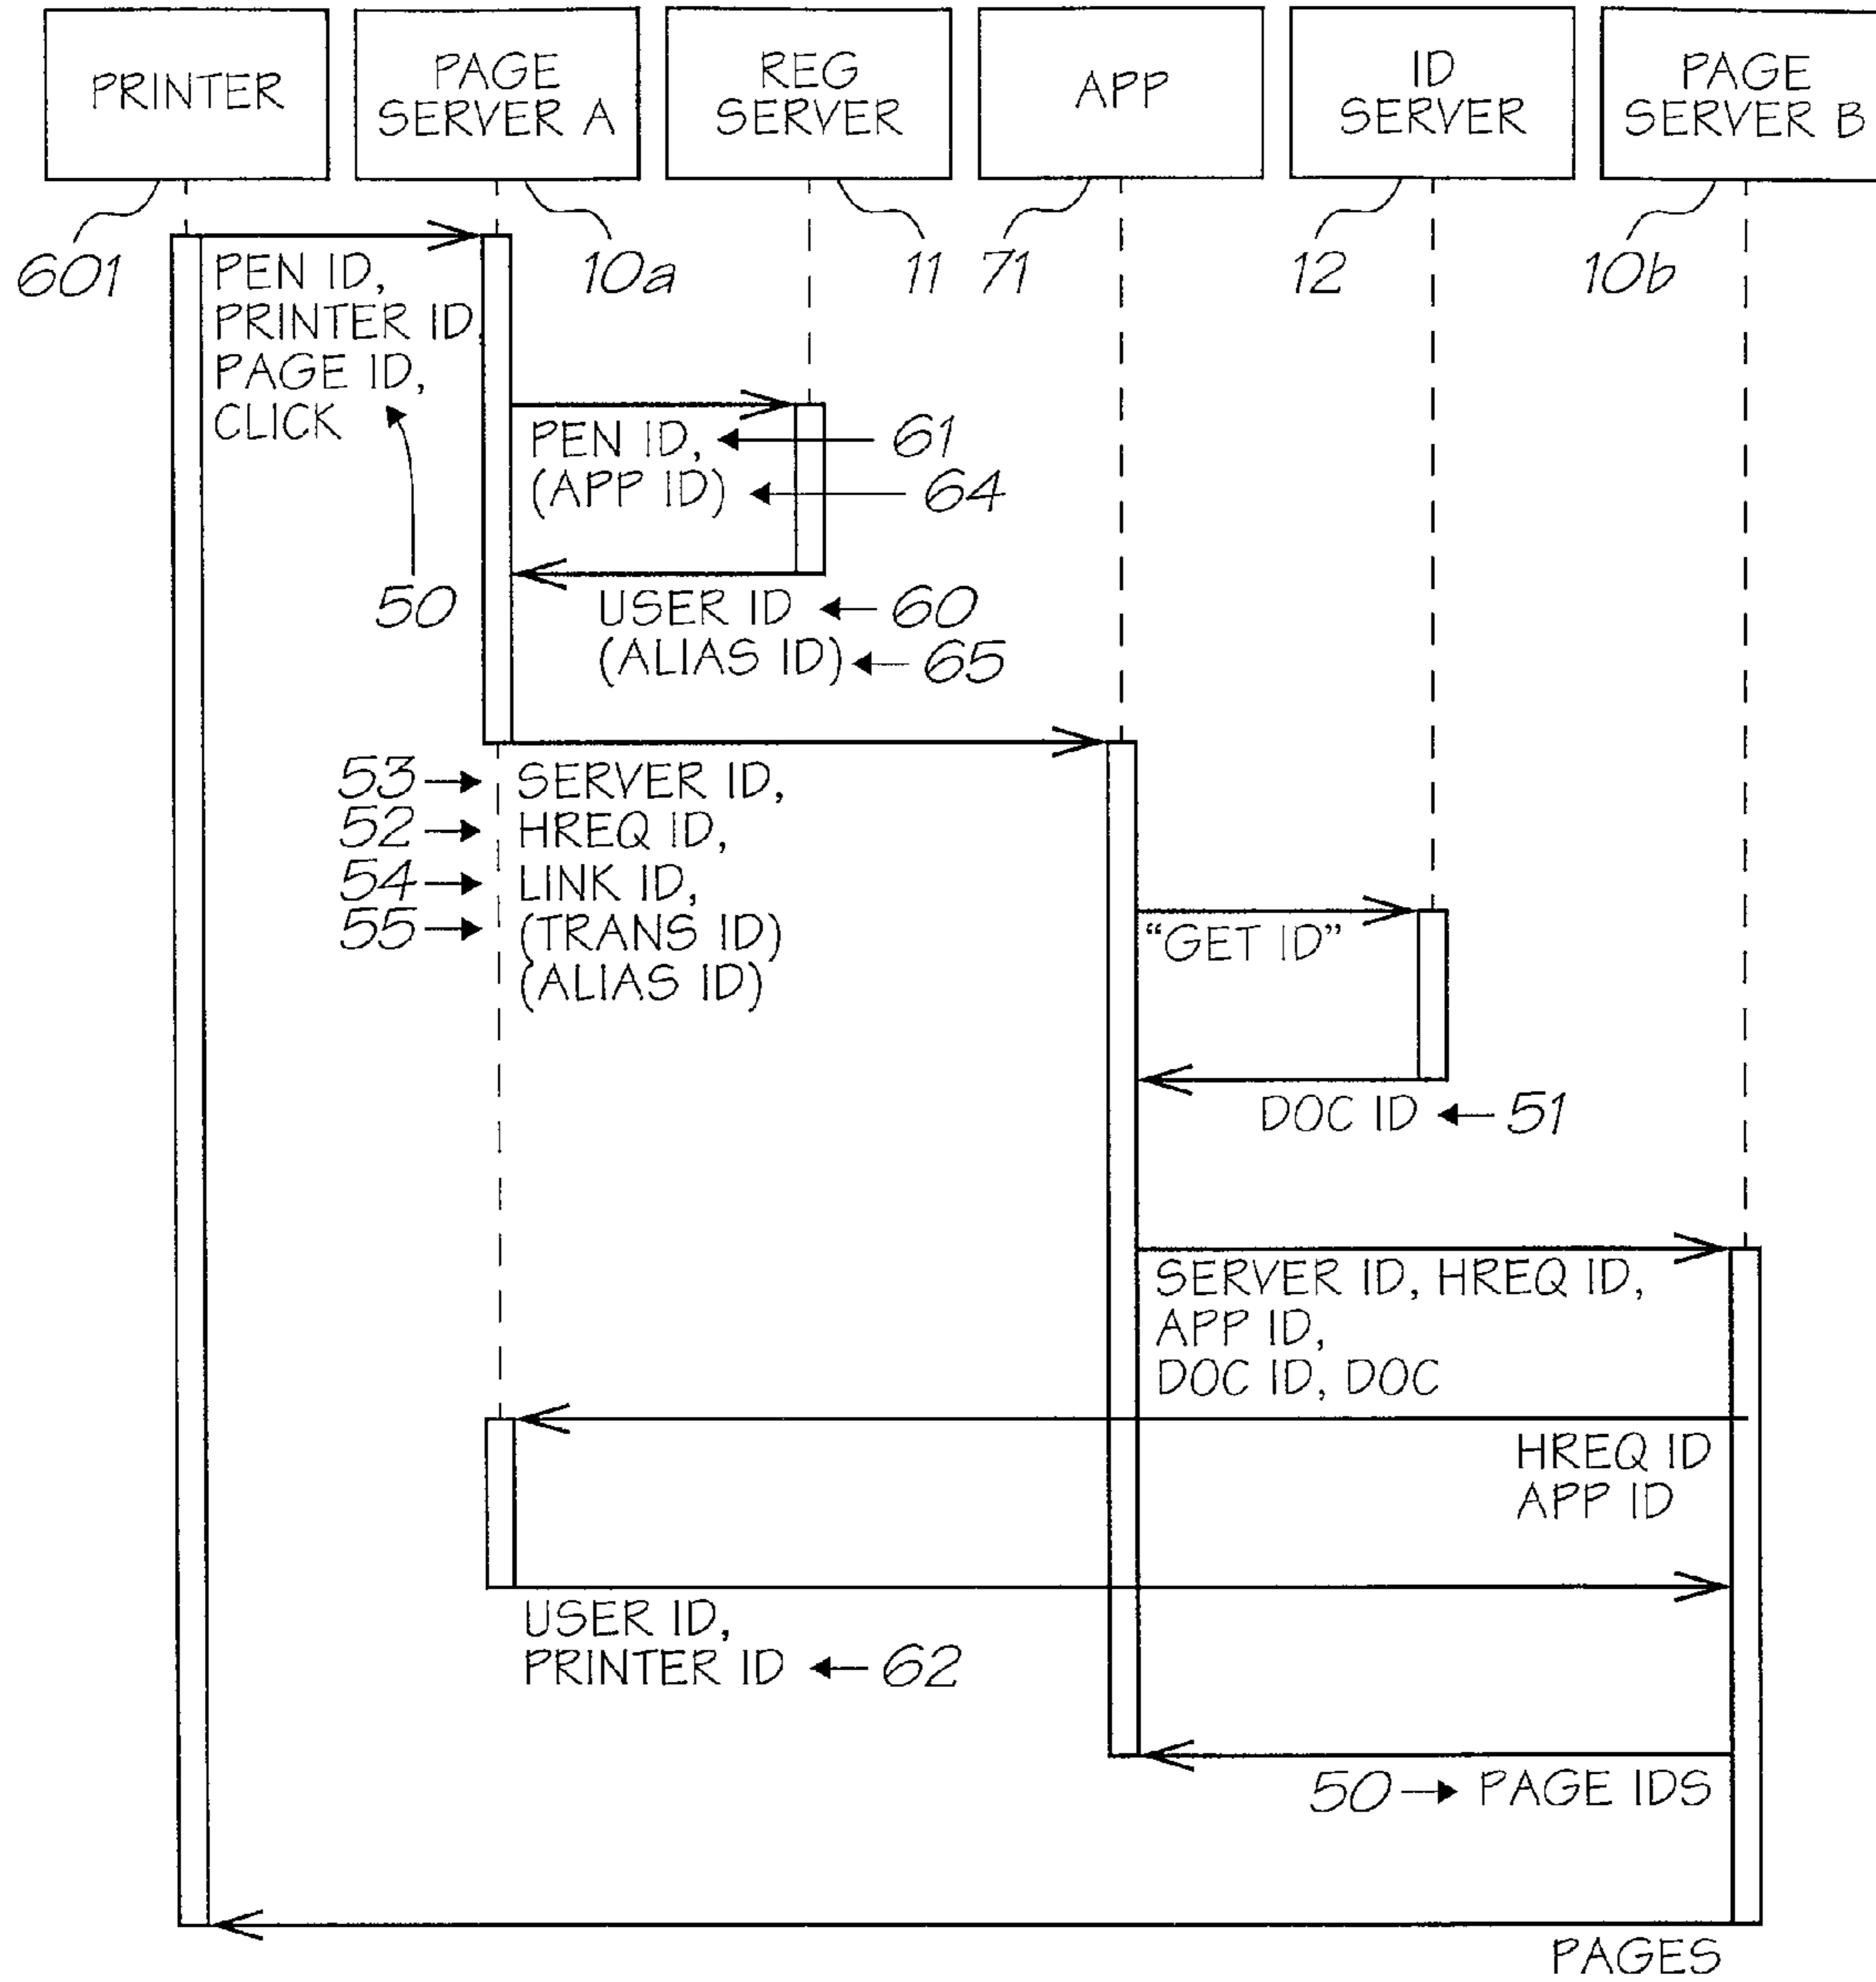 PRINTER
PAGE
SERVER A
REG
SERVER
APP
ID
SERVER
PAGE
SERVER B
601
10a
11
71
12
10b
PEN ID,
PRINTER ID
PAGE ID,
CLICK
50
PEN ID,
61
(APP ID)
64
USER ID
60
(ALIAS ID)
65
53
SERVER ID,
52
HREQ ID,
54
LINK ID,
55
(TRANS ID)
(ALIAS ID)
“GET ID”
DOC ID
51
SERVER ID, HREQ ID,
APP ID,
DOC ID, DOC
HREQ ID
APP ID
USER ID,
PRINTER ID
62
50
PAGE IDS
PAGES